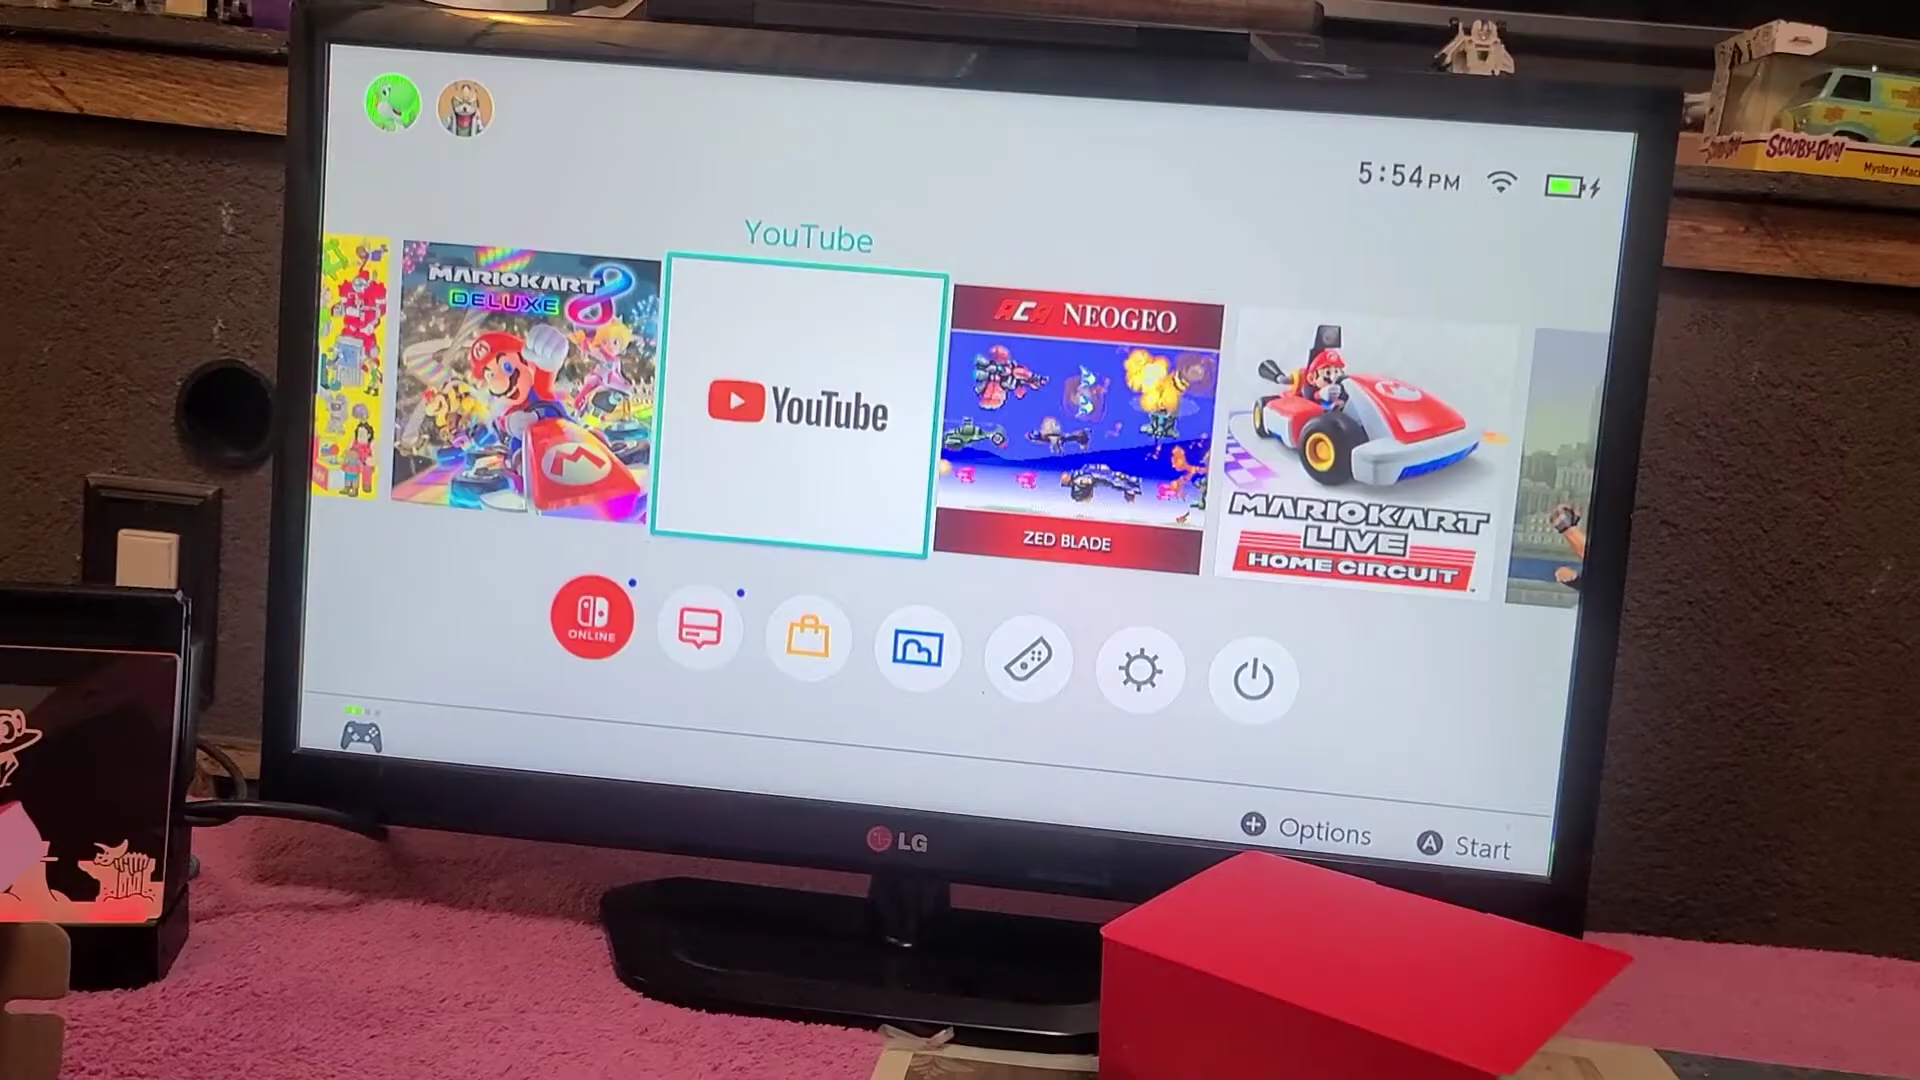 5:54PM
YouTube
MARIOKART 8
DELUXE
YouTube
ACA NEOGEO
ZED BLADE
MARIOKART
LIVE
HOME CIRCUIT
ONLINE
Options
A Start
LG
SCOOBY-DOO!
Mystery Mac